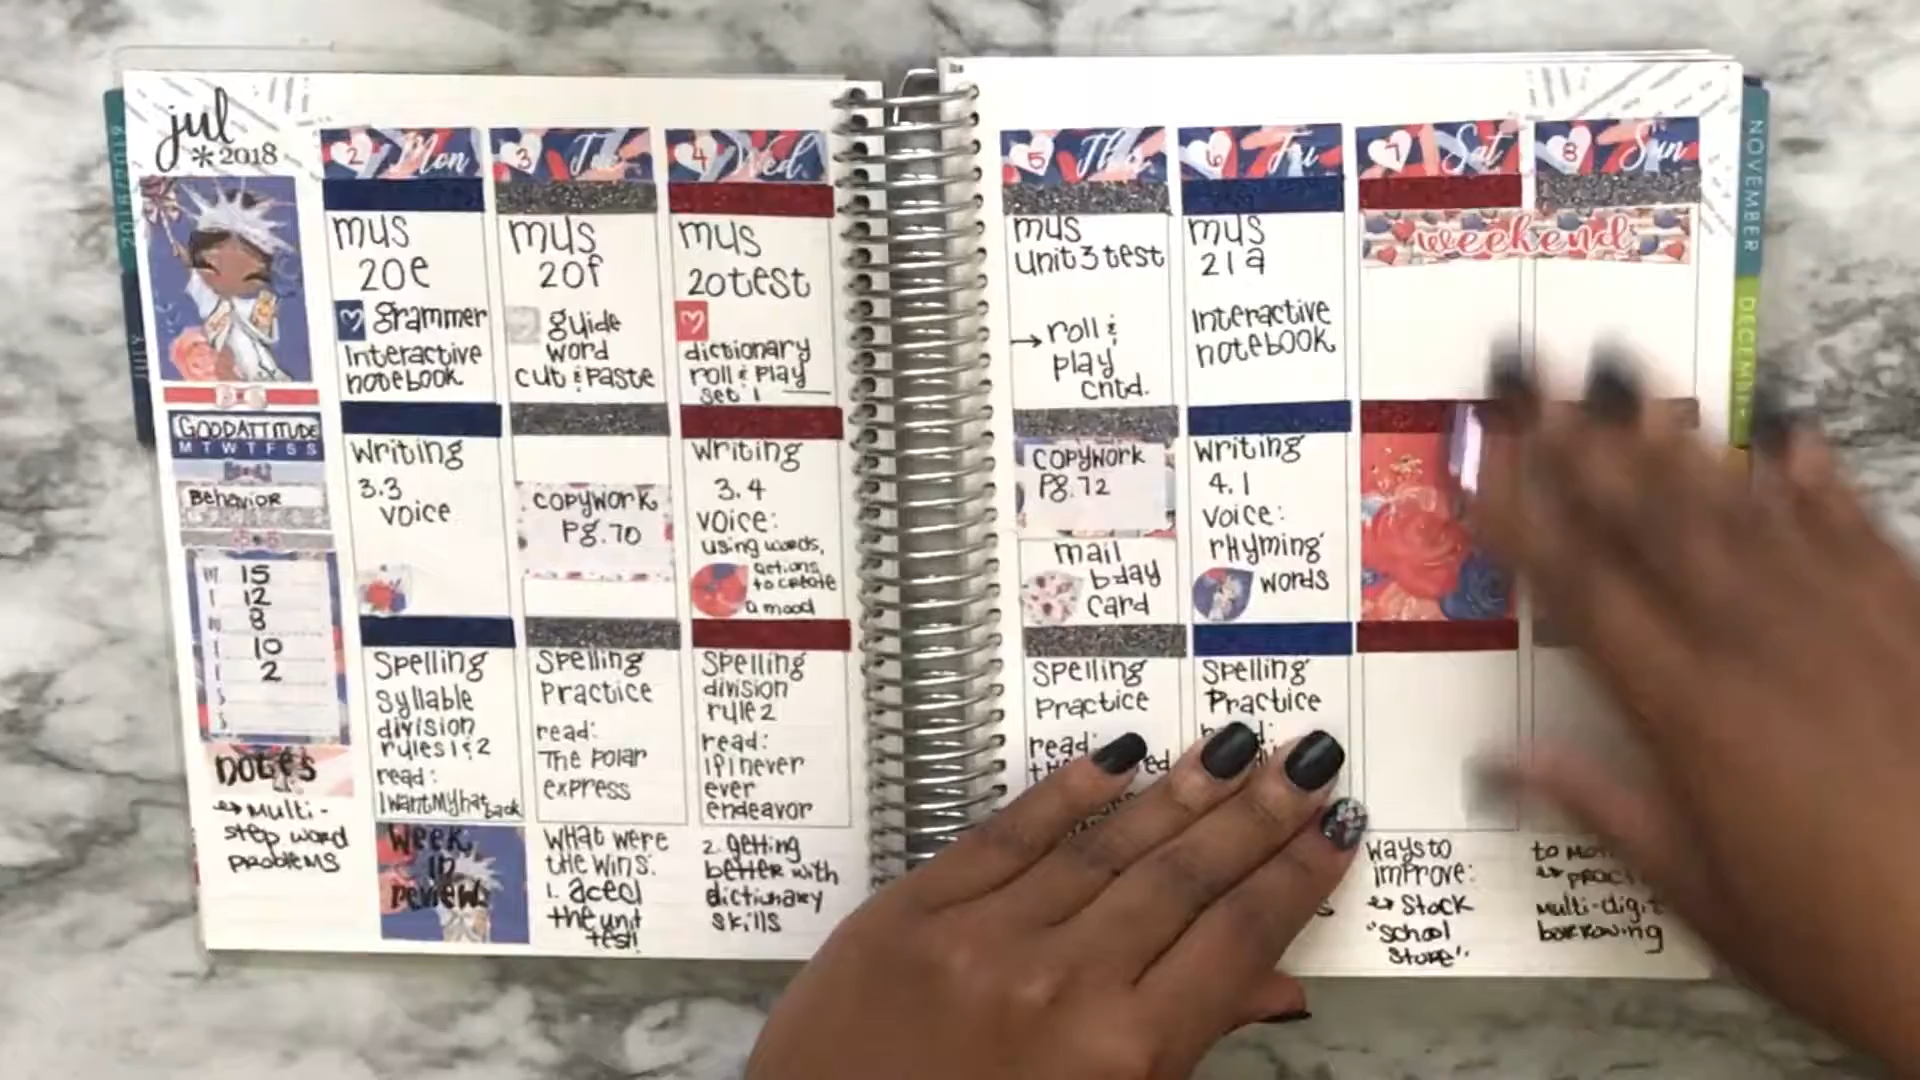 jul
*2018
GOOD ATTITUDE
M T W T F S S
BEHAVIOR
M 15
T 12
W 8
T 10
F 2
S
S
notes
↔ Multi-
step word
problems
2 Mon
mus
20e
grammer
Interactive
notebook
Writing
3.3
voice
Spelling
syllable
division
rules 1 & 2
read:
I Want My hat back
Week
in
review
3 Tue
mus
20f
guide
word
cut & paste
copywork
Pg. 70
Spelling
Practice
read:
The polar
express
What were
the wins:
1. aced
the unit
test!
4 Wed
mus
20test
dictionary
roll & play
set 1
Writing
3.4
voice:
using words,
actions
to create
a mood
Spelling
division
rule 2
read:
if i never
ever
endeavor
2. getting
better with
dictionary
skills
5 Thu
mus
unit 3 test
→ roll &
play
cntd.
copywork
Pg. 72
mail
b-day
card
Spelling
Practice
read:
6 Fri
mus
21a
Interactive
notebook
Writing
4.1
voice:
rhyming
words
Spelling
Practice
7 Sat
8 Sun
weekend
ways to
improve:
↔ Stock
"school
store".
to
multi-digit
borrowing
NOVEMBER
DECEMBER